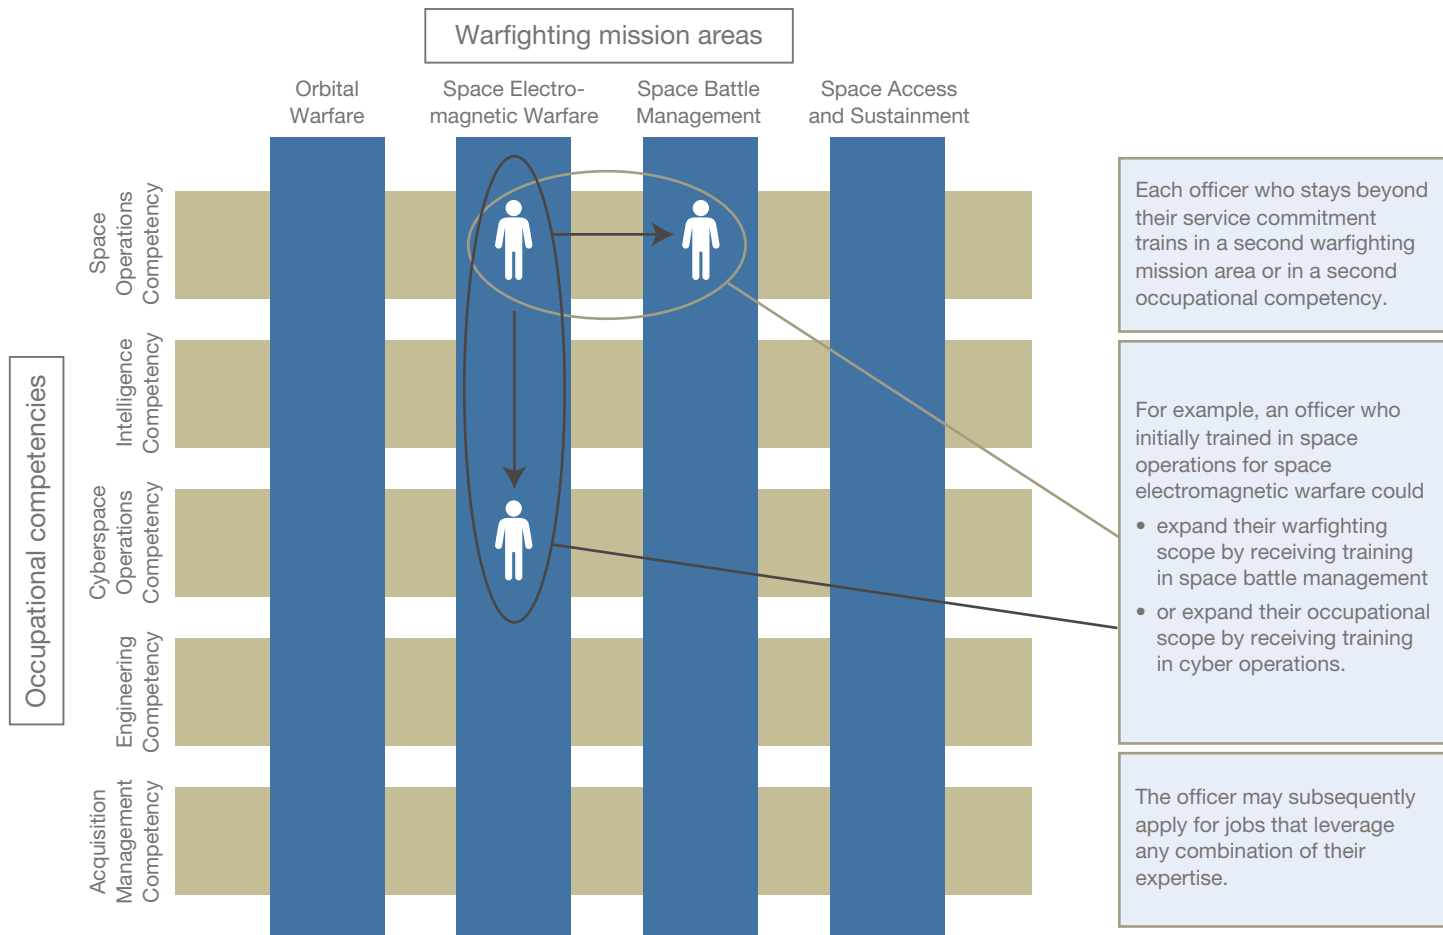 Warfighting mission areas
Orbital
Warfare
Space Electro-
magnetic Warfare
Space Battle
Management
Space Access
and Sustainment
Occupational competencies
Space
Operations
Competency
Intelligence
Competency
Cyberspace
Operations
Competency
Engineering
Competency
Acquisition
Management
Competency
Each officer who stays beyond
their service commitment
trains in a second warfighting
mission area or in a second
occupational competency.
For example, an officer who
initially trained in space
operations for space
electromagnetic warfare could
• expand their warfighting
scope by receiving training
in space battle management
• or expand their occupational
scope by receiving training
in cyber operations.
The officer may subsequently
apply for jobs that leverage
any combination of their
expertise.